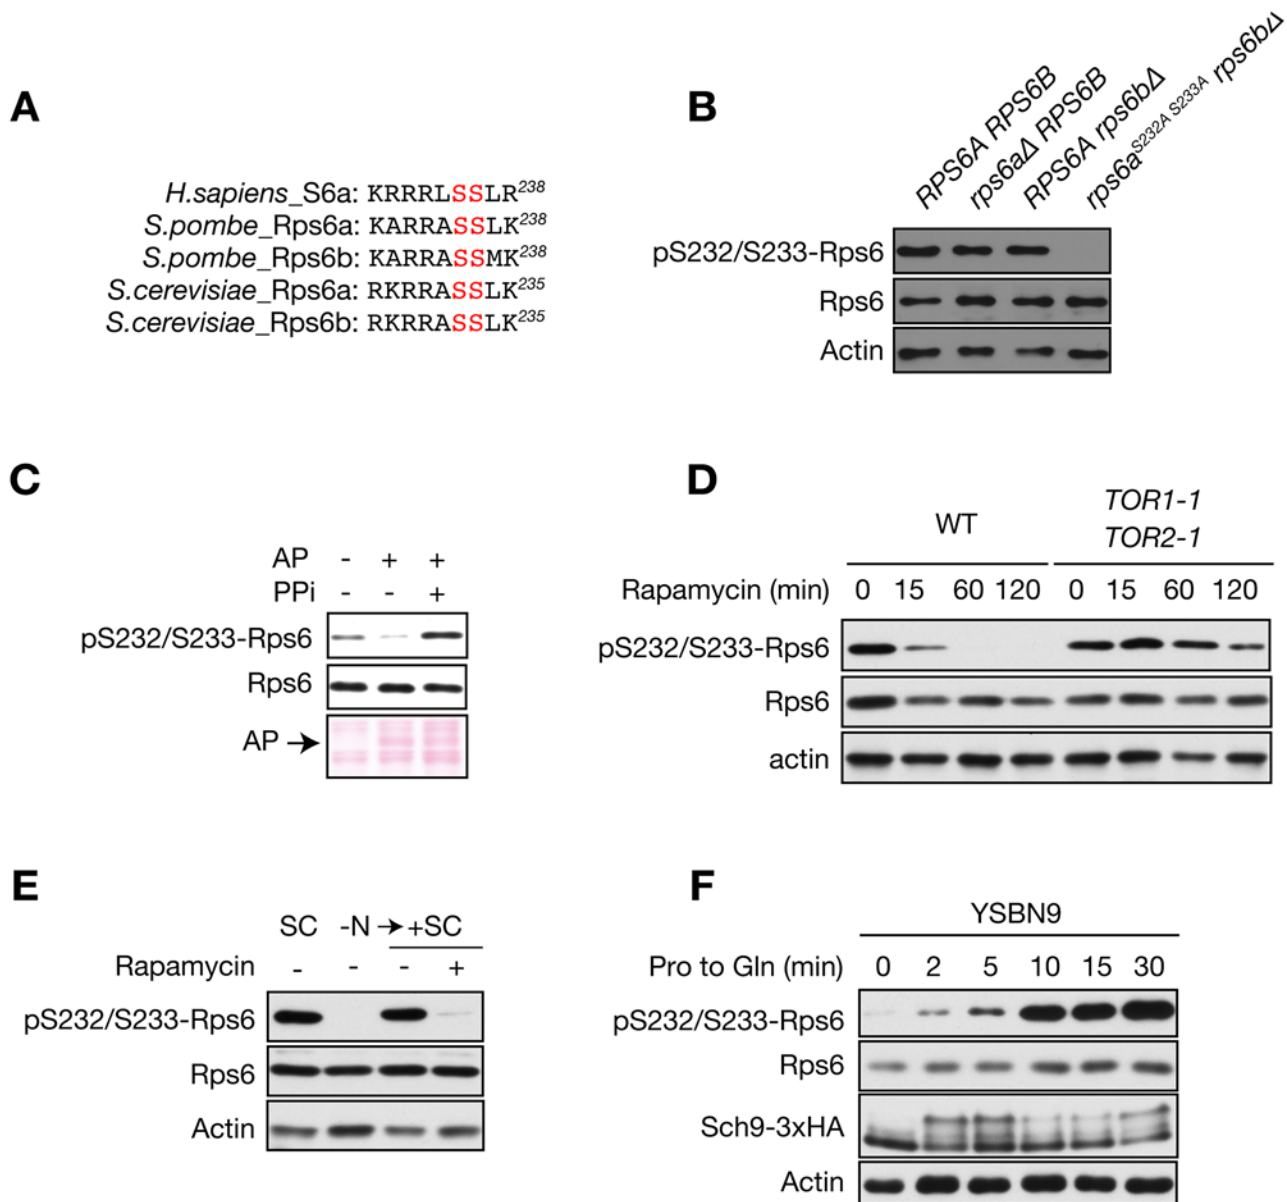 A
H.sapiens_S6a: KRRRLSSLR238
S.pombe_Rps6a: KARRASSLK238
S.pombe_Rps6b: KARRASSMK238
S.cerevisiae_Rps6a: RKRRASSLK235
S.cerevisiae_Rps6b: RKRRASSLK235
B
RPS6A RPS6B
rps6aΔ RPS6B
RPS6A rps6bΔ
rps6aS232A S233A rps6bΔ
pS232/S233-Rps6
Rps6
Actin
C
AP - + +
PPi - - +
pS232/S233-Rps6
Rps6
AP →
D
WT TOR1-1
TOR2-1
Rapamycin (min) 0 15 60 120 0 15 60 120
pS232/S233-Rps6
Rps6
actin
E
SC -N → +SC
Rapamycin - - - +
pS232/S233-Rps6
Rps6
Actin
F
YSBN9
Pro to Gln (min) 0 2 5 10 15 30
pS232/S233-Rps6
Rps6
Sch9-3xHA
Actin